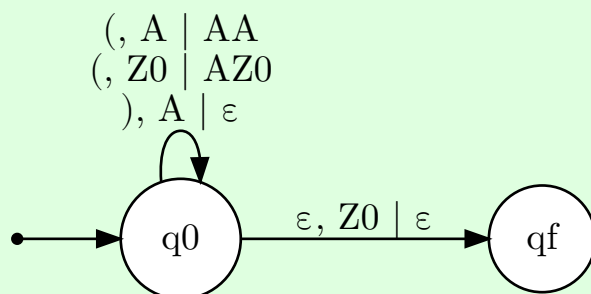 (, A | AA
(, Z0 | AZ0
), A | ε
q0
ε, Z0 | ε
qf